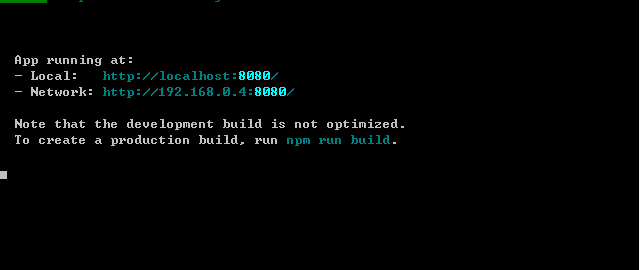 App running at:
- Local:   http://localhost:8080/
- Network: http://192.168.0.4:8080/
Note that the development build is not optimized.
To create a production build, run npm run build.